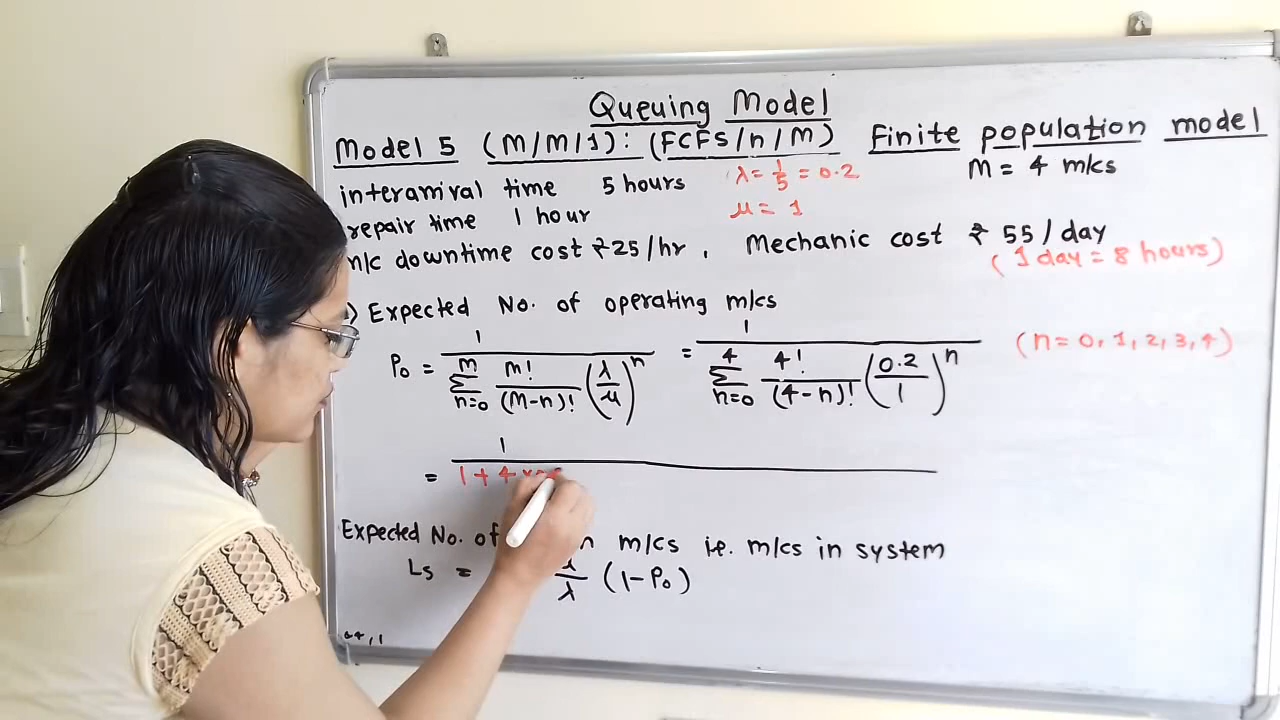 Queuing Model
Model 5 (M/M/1): (FCFS/n/M) Finite population model
M = 4 m/cs
interarrival time 5 hours λ = 1/5 = 0.2
repair time 1 hour μ = 1
m/c downtime cost ₹25/hr, Mechanic cost ₹ 55/day
(1 day = 8 hours)
) Expected No. of operating m/cs
P₀ = 1 / Σ_{n=0}^{M} M!/(M-n)! (λ/μ)^n = 1 / Σ_{n=0}^{4} 4!/(4-n)! (0.2/1)^n (n = 0, 1, 2, 3, 4)
= 1 / 1 + 4 ×
Expected No. of m/cs i.e. m/cs in system
Ls = μ/λ (1 - P₀)